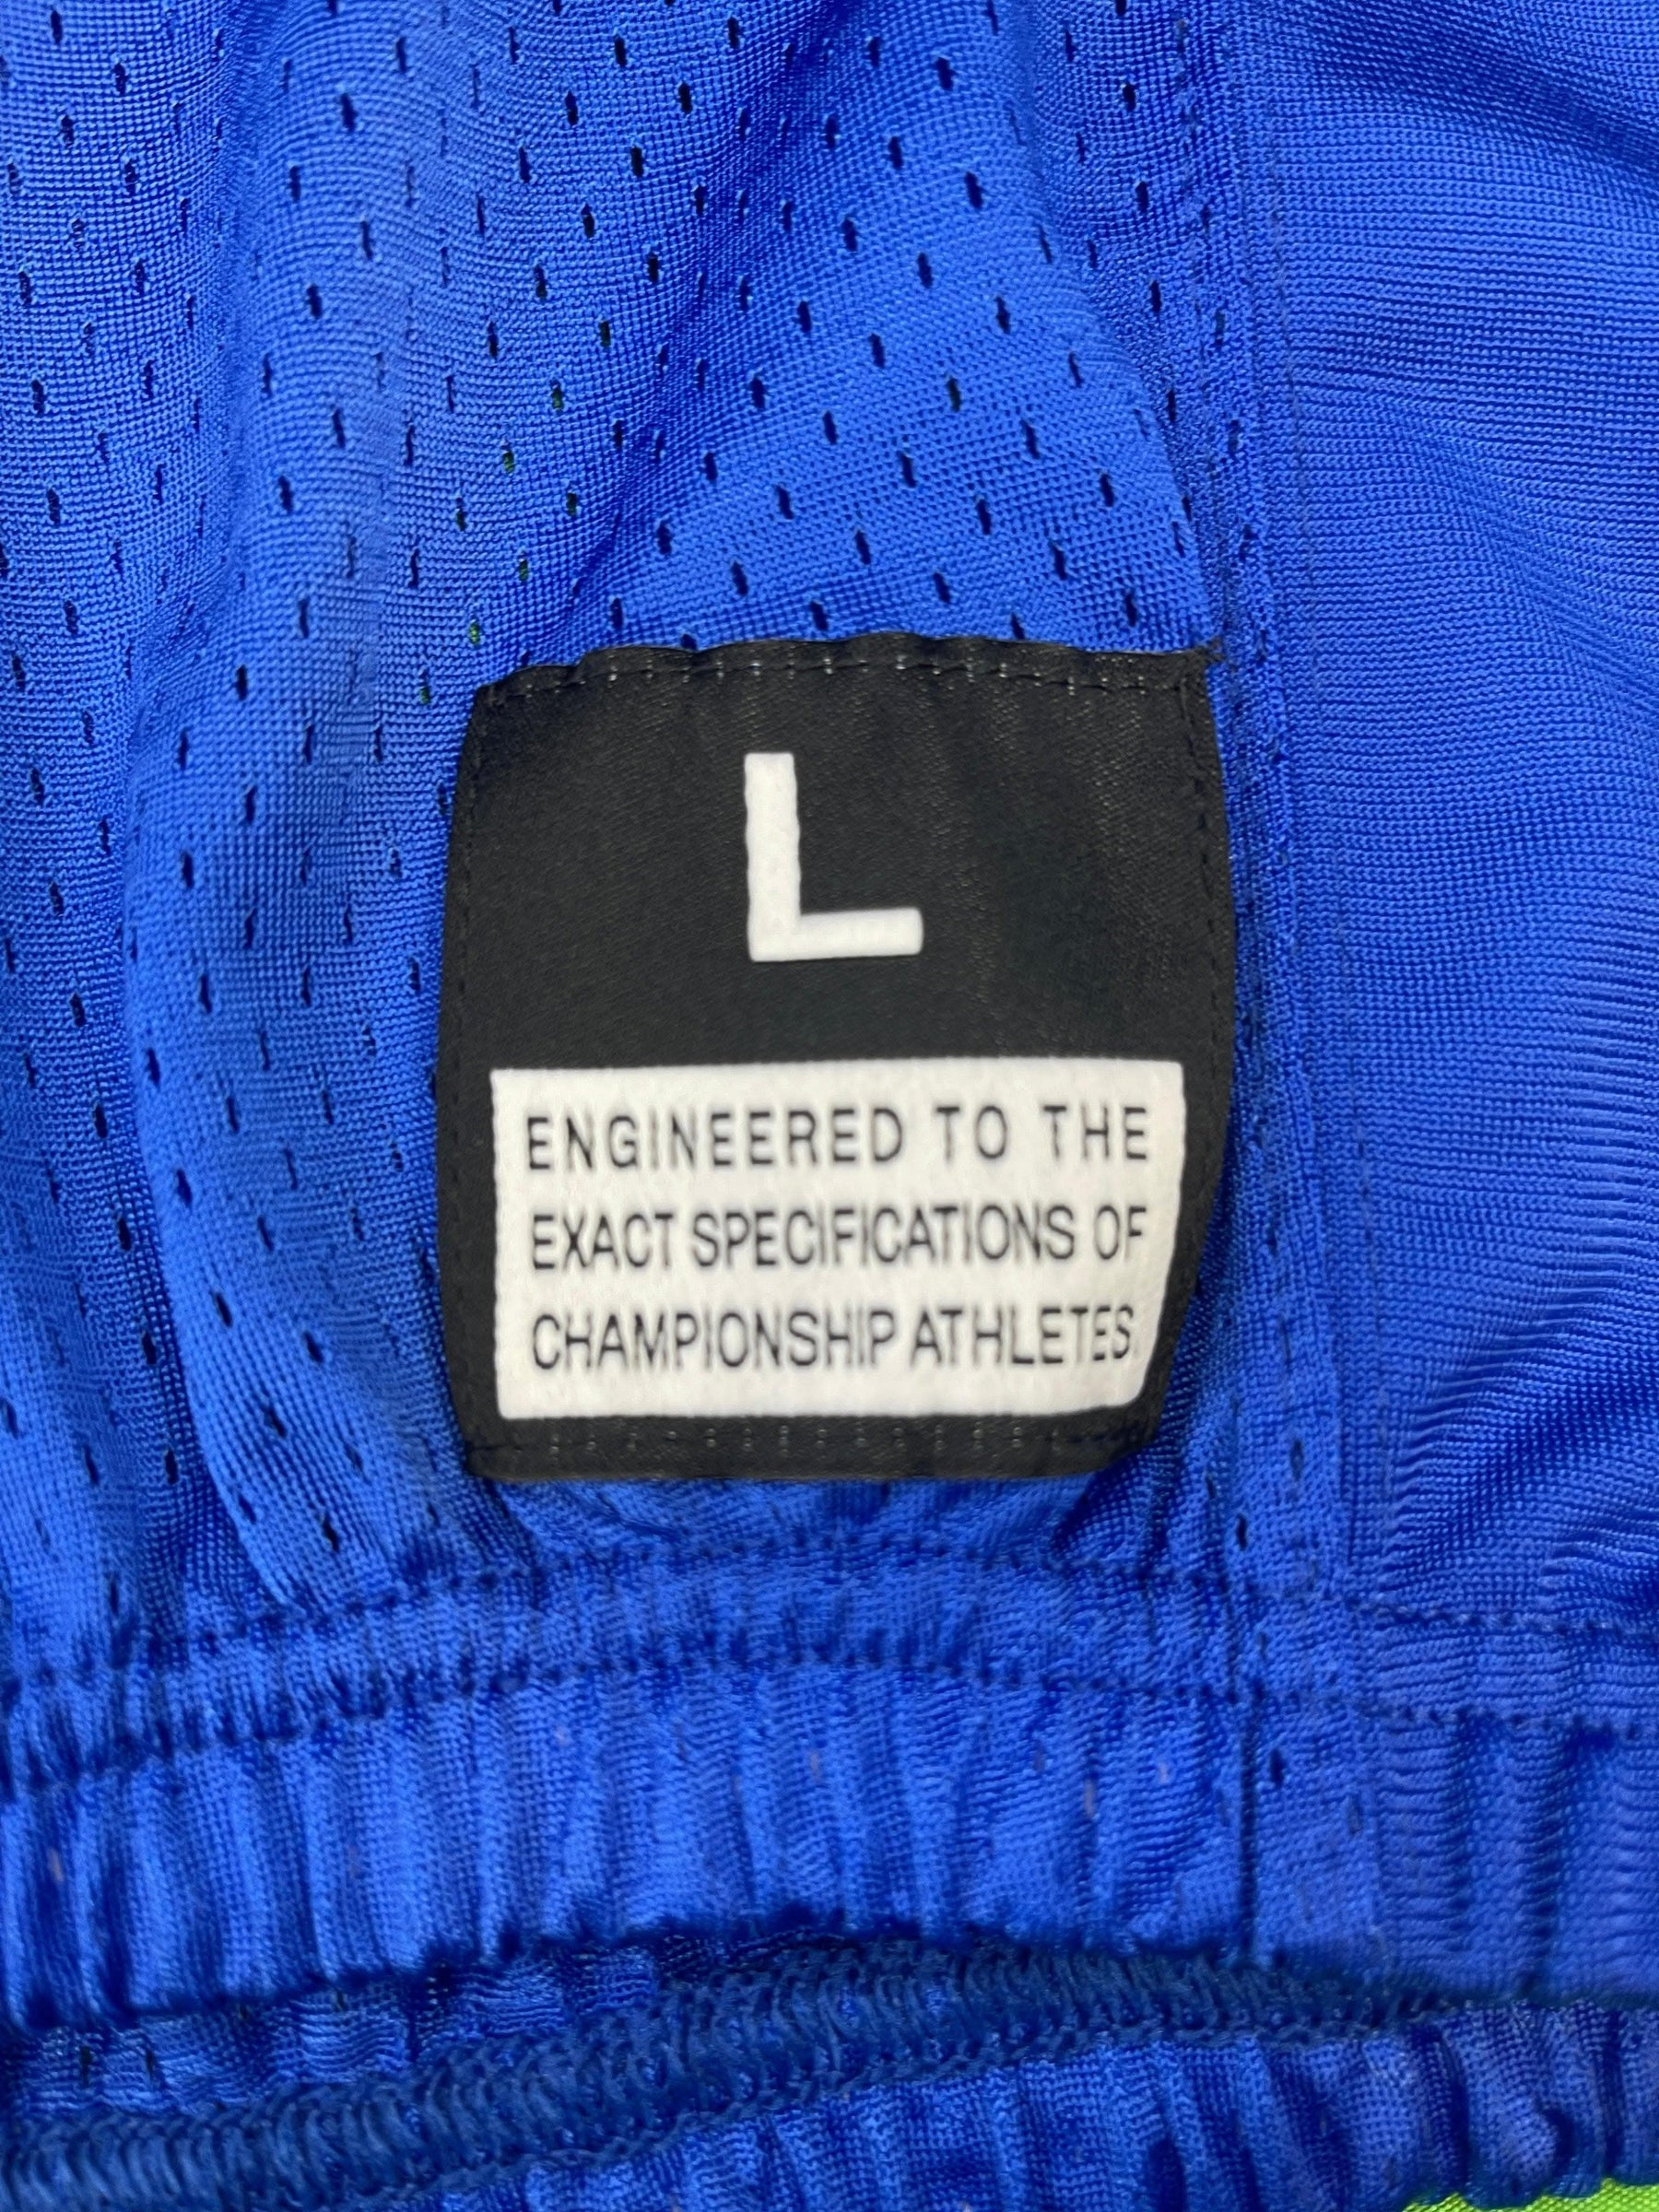 L
ENGINEERED TO THE
EXACT SPECIFICATIONS OF
CHAMPIONSHIP ATHLETES.